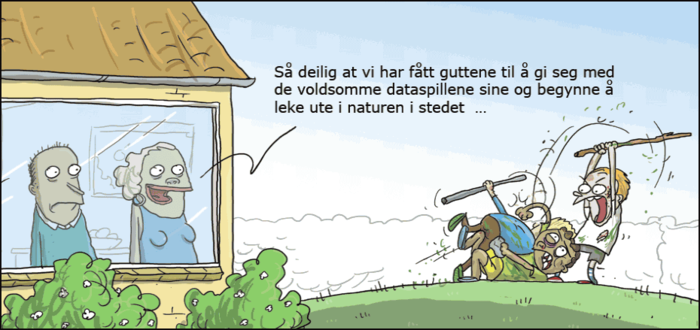 Så deilig at vi har fått guttene til å gi seg med
de voldsomme dataspillene sine og begynne å
leke ute i naturen i stedet ...